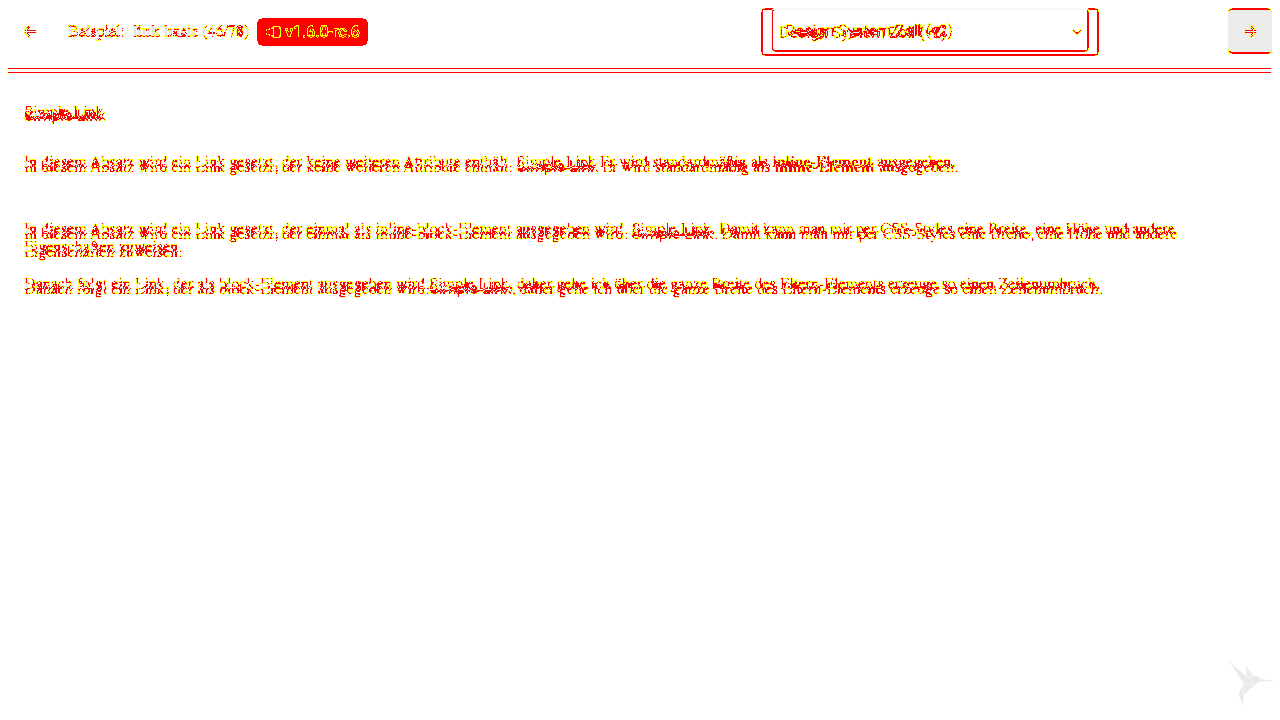 Beispiel: link basic (46/78) v1.6.0-rc.6 Design System Zoll (v2)
Simple Link
In diesem Absatz wird ein Link gesetzt, der keine weiteren Attribute enthält. Simple Link. Er wird standardmäßig als inline-Element ausgegeben.
In diesem Absatz wird ein Link gesetzt, der einmal als inline-block-Element ausgegeben wird. Simple Link. Damit kann man mit per CSS-Styles eine Breite, eine Höhe und andere
Eigenschaften zuweisen.
Danach folgt ein Link, der als block-Element ausgegeben wird. Simple Link, daher gehe ich über die ganze Breite des Eltern-Elements erzeuge so einen Zeilenumbruch.